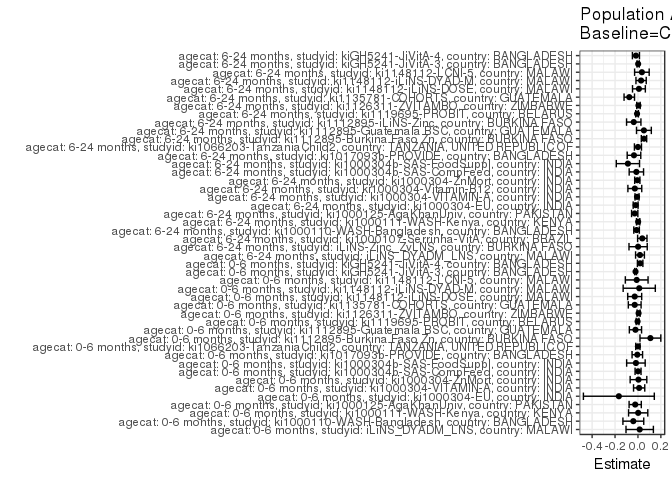 Population
Baseline=C
agecat: 6-24 months, studyid: kiGH5241-JiVitA-4, country: BANGLADESH
agecat: 6-24 months, studyid: kiGH5241-JiVitA-3, country: BANGLADESH
agecat: 6-24 months, studyid: ki1148112-LCNI-5, country: MALAWI
agecat: 6-24 months, studyid: ki1148112-iLiNS-DYAD-M, country: MALAWI
agecat: 6-24 months, studyid: ki1148112-iLiNS-DOSE, country: MALAWI
agecat: 6-24 months, studyid: ki1135781-COHORTS, country: GUATEMALA
agecat: 6-24 months, studyid: ki1126311-ZVITAMBO, country: ZIMBABWE
agecat: 6-24 months, studyid: ki1119695-PROBIT, country: BELARUS
agecat: 6-24 months, studyid: ki1112895-iLiNS-Zinc, country: BURKINA FASO
agecat: 6-24 months, studyid: ki1112895-Guatemala BSC, country: GUATEMALA
agecat: 6-24 months, studyid: ki1112895-Burkina Faso Zn, country: BURKINA FASO
agecat: 6-24 months, studyid: ki1066203-TanzaniaChild2, country: TANZANIA, UNITED REPUBLIC OF
agecat: 6-24 months, studyid: ki1017093b-PROVIDE, country: BANGLADESH
agecat: 6-24 months, studyid: ki1000304b-SAS-FoodSuppl, country: INDIA
agecat: 6-24 months, studyid: ki1000304b-SAS-CompFeed, country: INDIA
agecat: 6-24 months, studyid: ki1000304-ZnMort, country: INDIA
agecat: 6-24 months, studyid: ki1000304-Vitamin-B12, country: INDIA
agecat: 6-24 months, studyid: ki1000304-VITAMIN-A, country: INDIA
agecat: 6-24 months, studyid: ki1000304-EU, country: INDIA
agecat: 6-24 months, studyid: ki1000125-AgaKhanUniv, country: PAKISTAN
agecat: 6-24 months, studyid: ki1000111-WASH-Kenya, country: KENYA
agecat: 6-24 months, studyid: ki1000110-WASH-Bangladesh, country: BANGLADESH
agecat: 6-24 months, studyid: ki1000107-Serrinha-VitA, country: BRAZIL
agecat: 6-24 months, studyid: iLiNS-Zinc_ZvLNS, country: BURKINA FASO
agecat: 6-24 months, studyid: iLiNS_DYADM_LNS, country: MALAWI
agecat: 0-6 months, studyid: kiGH5241-JiVitA-4, country: BANGLADESH
agecat: 0-6 months, studyid: kiGH5241-JiVitA-3, country: BANGLADESH
agecat: 0-6 months, studyid: ki1148112-LCNI-5, country: MALAWI
agecat: 0-6 months, studyid: ki1148112-iLiNS-DYAD-M, country: MALAWI
agecat: 0-6 months, studyid: ki1148112-iLiNS-DOSE, country: MALAWI
agecat: 0-6 months, studyid: ki1135781-COHORTS, country: GUATEMALA
agecat: 0-6 months, studyid: ki1126311-ZVITAMBO, country: ZIMBABWE
agecat: 0-6 months, studyid: ki1119695-PROBIT, country: BELARUS
agecat: 0-6 months, studyid: ki1112895-Guatemala BSC, country: GUATEMALA
agecat: 0-6 months, studyid: ki1112895-Burkina Faso Zn, country: BURKINA FASO
agecat: 0-6 months, studyid: ki1066203-TanzaniaChild2, country: TANZANIA, UNITED REPUBLIC OF
agecat: 0-6 months, studyid: ki1017093b-PROVIDE, country: BANGLADESH
agecat: 0-6 months, studyid: ki1000304b-SAS-FoodSuppl, country: INDIA
agecat: 0-6 months, studyid: ki1000304b-SAS-CompFeed, country: INDIA
agecat: 0-6 months, studyid: ki1000304-ZnMort, country: INDIA
agecat: 0-6 months, studyid: ki1000304-VITAMIN-A, country: INDIA
agecat: 0-6 months, studyid: ki1000304-EU, country: INDIA
agecat: 0-6 months, studyid: ki1000125-AgaKhanUniv, country: PAKISTAN
agecat: 0-6 months, studyid: ki1000111-WASH-Kenya, country: KENYA
agecat: 0-6 months, studyid: ki1000110-WASH-Bangladesh, country: BANGLADESH
agecat: 0-6 months, studyid: iLiNS_DYADM_LNS, country: MALAWI
-0.4 -0.2 0.0 0.2
Estimate